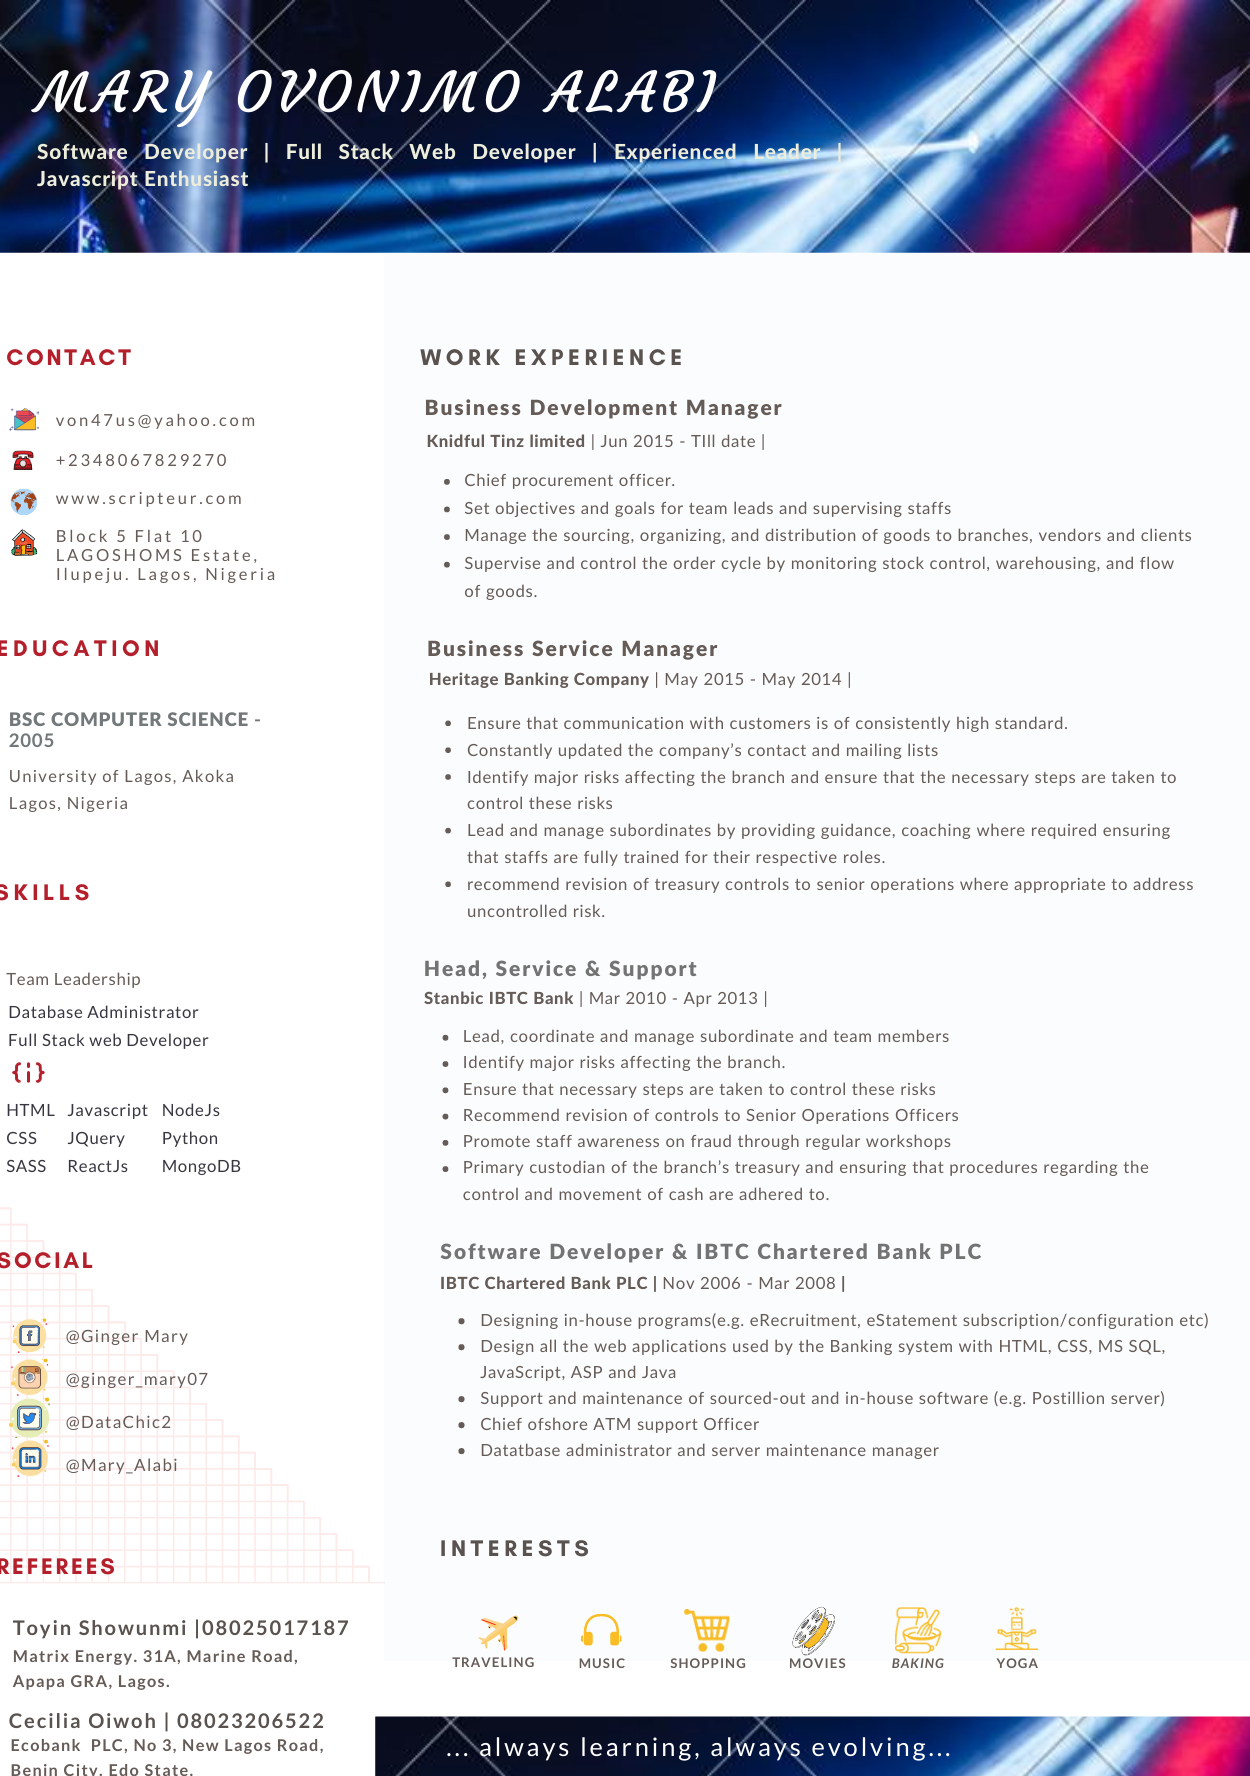 MARY OVONIMO ALABI
Software Developer | Full Stack Web Developer | Experienced Leader |
Javascript Enthusiast
CONTACT
von47us@yahoo.com
+2348067829270
www.scripteur.com
Block 5 Flat 10
LAGOSHOMS Estate,
Ilupeju. Lagos, Nigeria
EDUCATION
BSC COMPUTER SCIENCE -
2005
University of Lagos, Akoka
Lagos, Nigeria
SKILLS
Team Leadership
Database Administrator
Full Stack web Developer
{¡}
HTML Javascript NodeJs
CSS JQuery Python
SASS ReactJs MongoDB
SOCIAL
@Ginger Mary
@ginger_mary07
@DataChic2
in @Mary_Alabi
REFEREES
Toyin Showunmi |08025017187
Matrix Energy. 31A, Marine Road,
Apapa GRA, Lagos.
Cecilia Oiwoh | 08023206522
Ecobank PLC, No 3, New Lagos Road,
Benin City. Edo State.
WORK EXPERIENCE
Business Development Manager
Knidful Tinz limited | Jun 2015 - TIll date |
• Chief procurement officer.
• Set objectives and goals for team leads and supervising staffs
• Manage the sourcing, organizing, and distribution of goods to branches, vendors and clients
• Supervise and control the order cycle by monitoring stock control, warehousing, and flow
of goods.
Business Service Manager
Heritage Banking Company | May 2015 - May 2014 |
• Ensure that communication with customers is of consistently high standard.
• Constantly updated the company’s contact and mailing lists
• Identify major risks affecting the branch and ensure that the necessary steps are taken to
control these risks
• Lead and manage subordinates by providing guidance, coaching where required ensuring
that staffs are fully trained for their respective roles.
• recommend revision of treasury controls to senior operations where appropriate to address
uncontrolled risk.
Head, Service & Support
Stanbic IBTC Bank | Mar 2010 - Apr 2013 |
• Lead, coordinate and manage subordinate and team members
• Identify major risks affecting the branch.
• Ensure that necessary steps are taken to control these risks
• Recommend revision of controls to Senior Operations Officers
• Promote staff awareness on fraud through regular workshops
• Primary custodian of the branch’s treasury and ensuring that procedures regarding the
control and movement of cash are adhered to.
Software Developer & IBTC Chartered Bank PLC
IBTC Chartered Bank PLC | Nov 2006 - Mar 2008 |
• Designing in-house programs(e.g. eRecruitment, eStatement subscription/configuration etc)
• Design all the web applications used by the Banking system with HTML, CSS, MS SQL,
JavaScript, ASP and Java
• Support and maintenance of sourced-out and in-house software (e.g. Postillion server)
• Chief ofshore ATM support Officer
• Datatbase administrator and server maintenance manager
INTERESTS
TRAVELING MUSIC SHOPPING MOVIES BAKING YOGA
... always learning, always evolving...